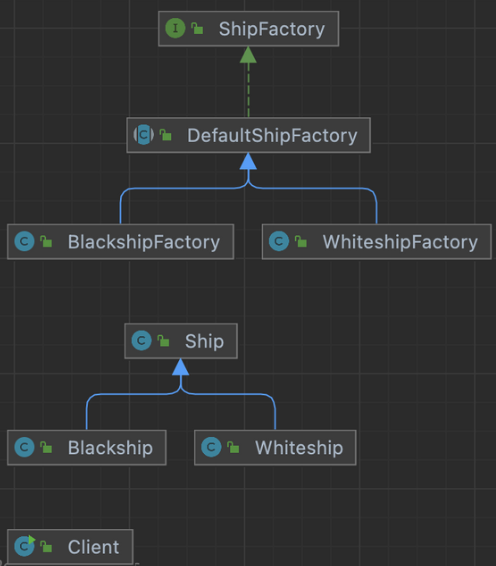 I ShipFactory
C DefaultShipFactory
C BlackshipFactory C WhiteshipFactory
C Ship
C Blackship C Whiteship
C Client